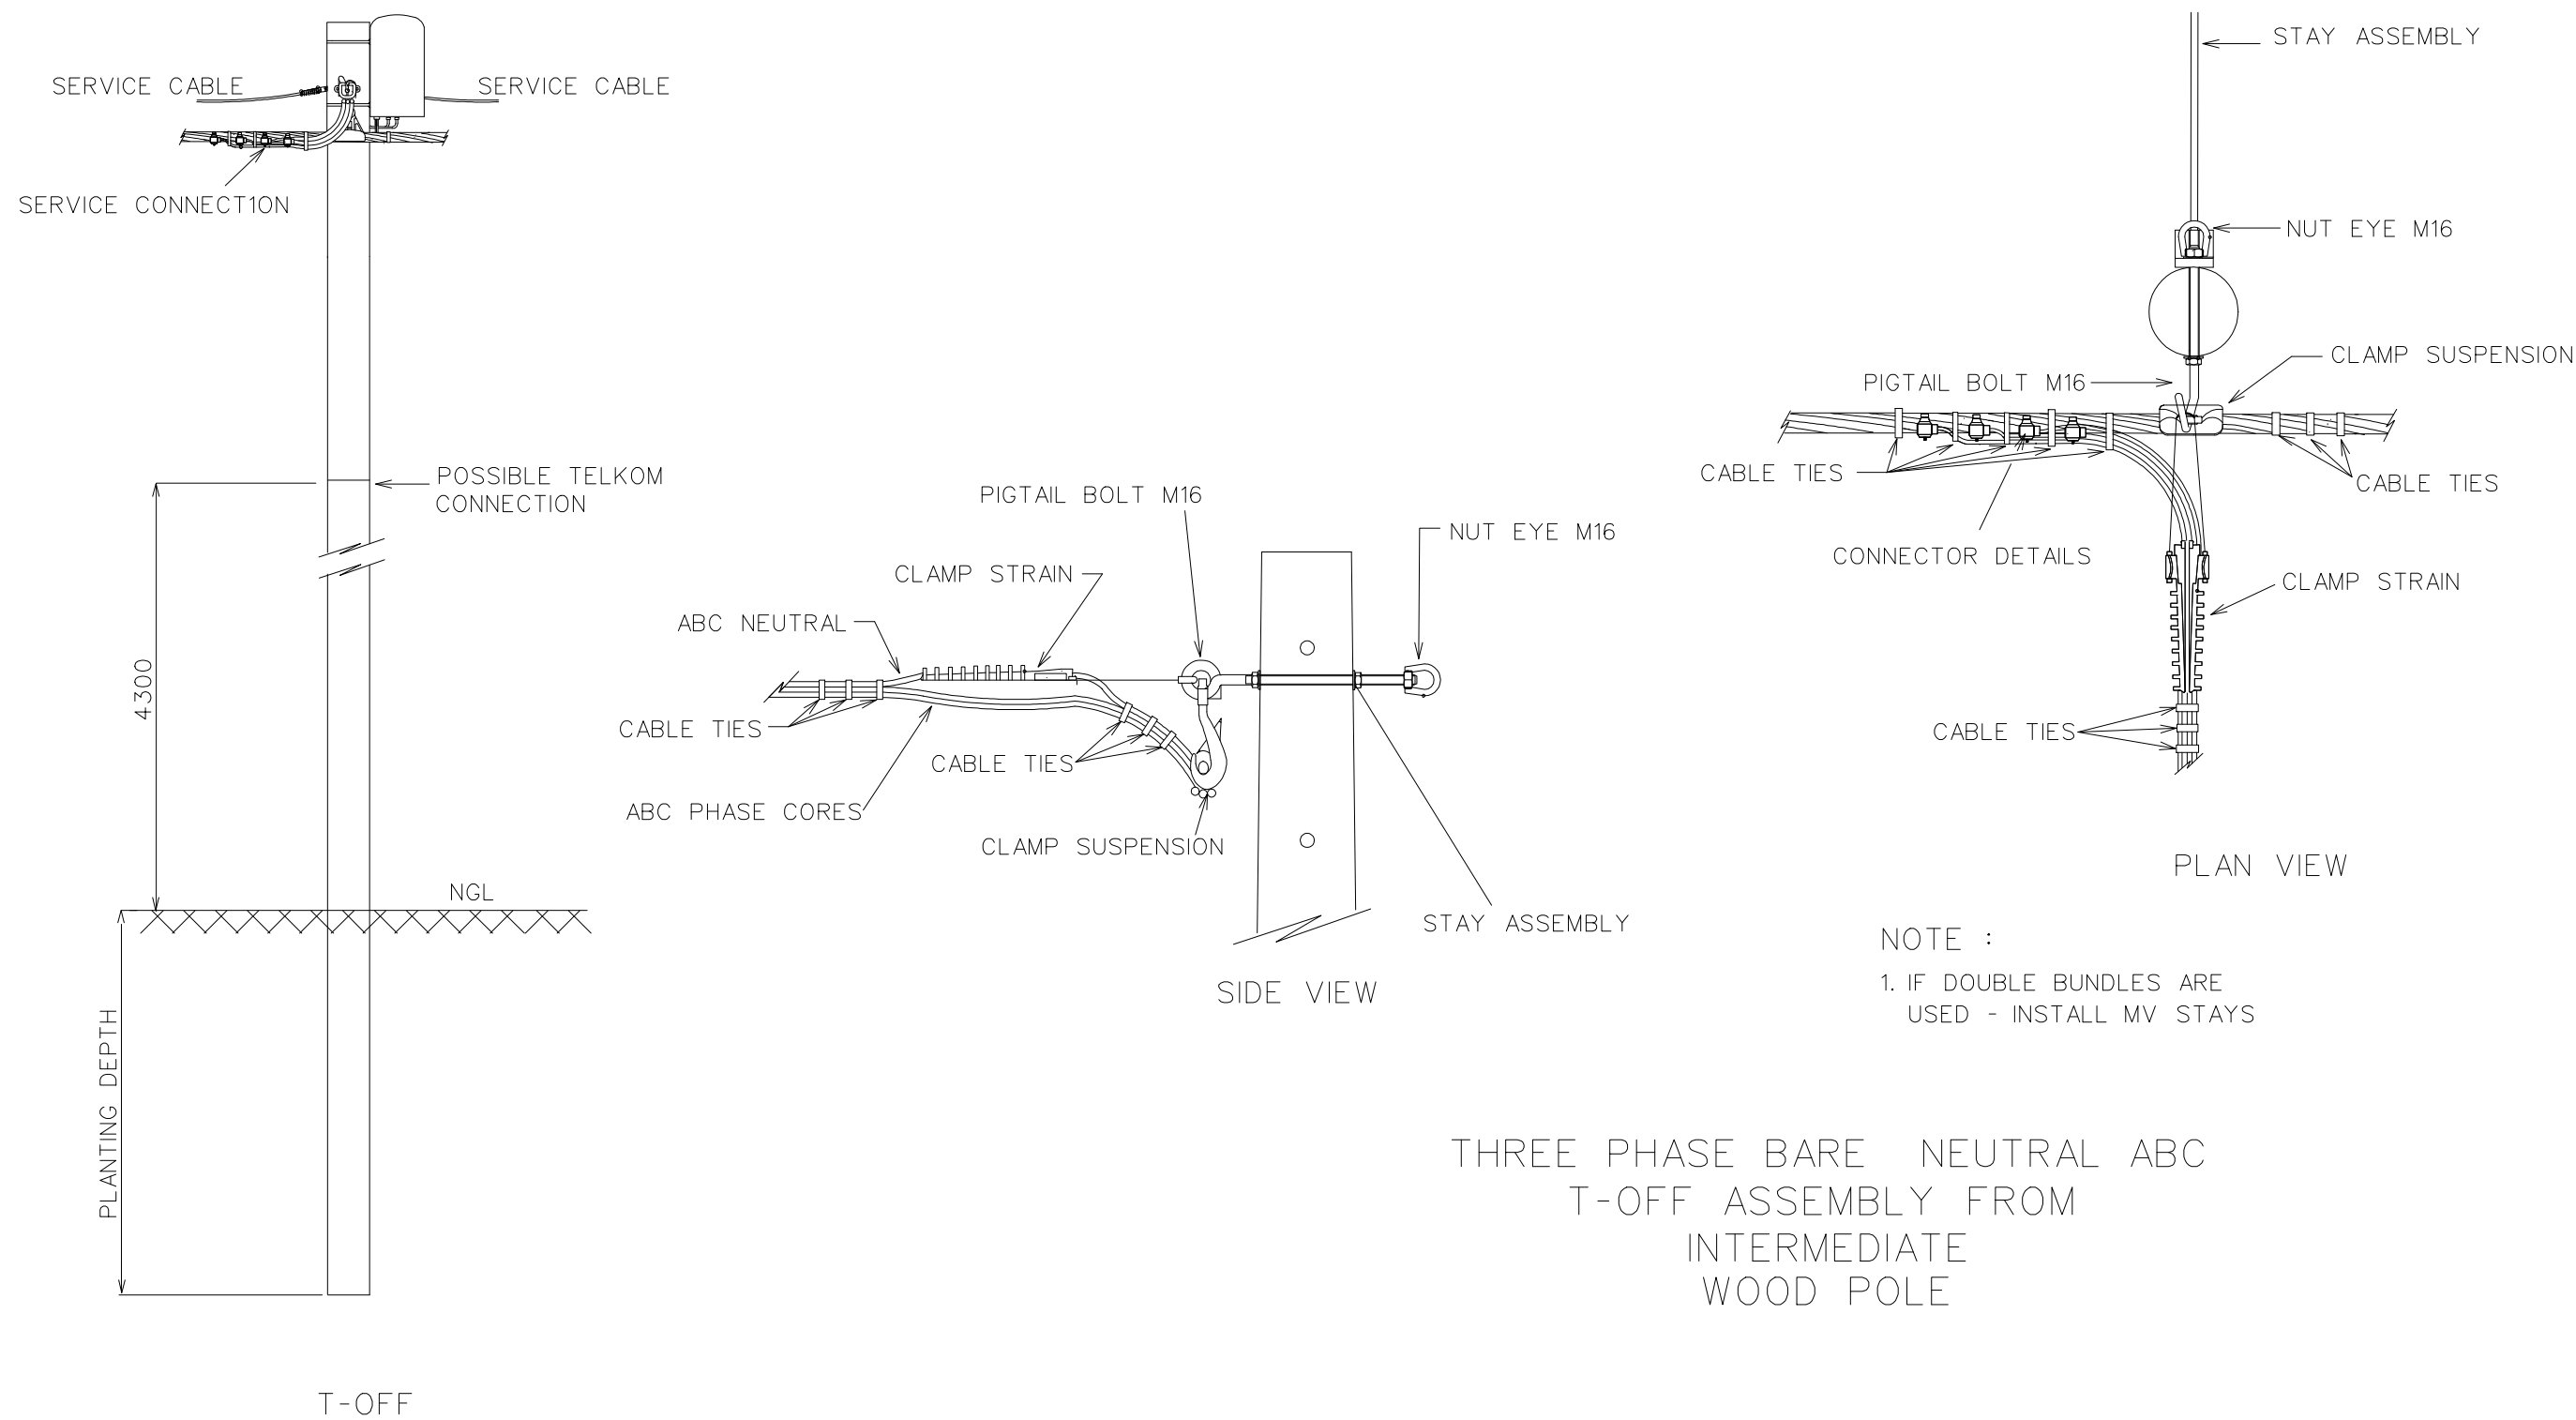 SERVICE CABLE
SERVICE CABLE
SERVICE CONNECT1ON
POSSIBLE TELKOM
CONNECTION
4300
NGL
PLANTING DEPTH
T-OFF
PIGTAIL BOLT M16
NUT EYE M16
CLAMP STRAIN
ABC NEUTRAL
CABLE TIES
CABLE TIES
ABC PHASE CORES
CLAMP SUSPENSION
STAY ASSEMBLY
SIDE VIEW
STAY ASSEMBLY
NUT EYE M16
CLAMP SUSPENSION
PIGTAIL BOLT M16
CABLE TIES
CABLE TIES
CONNECTOR DETAILS
CLAMP STRAIN
CABLE TIES
PLAN VIEW
NOTE :
1. IF DOUBLE BUNDLES ARE
USED - INSTALL MV STAYS
THREE PHASE BARE NEUTRAL ABC
T-OFF ASSEMBLY FROM
INTERMEDIATE
WOOD POLE